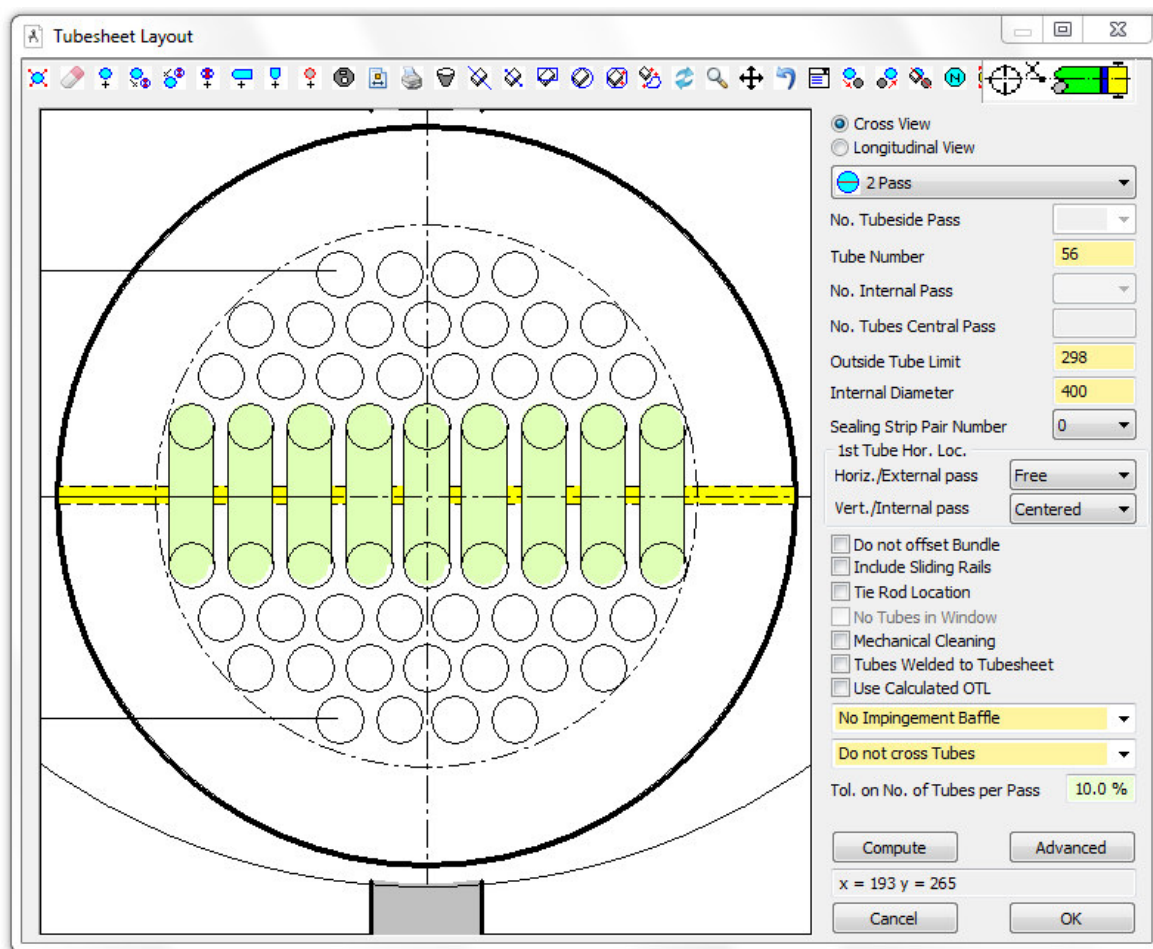 Tubesheet Layout
Cross View
Longitudinal View
2 Pass
No. Tubeside Pass
Tube Number 56
No. Internal Pass
No. Tubes Central Pass
Outside Tube Limit 298
Internal Diameter 400
Sealing Strip Pair Number 0
1st Tube Hor. Loc.
Horiz./External pass Free
Vert./Internal pass Centered
Do not offset Bundle
Include Sliding Rails
Tie Rod Location
No Tubes in Window
Mechanical Cleaning
Tubes Welded to Tubesheet
Use Calculated OTL
No Impingement Baffle
Do not cross Tubes
Tol. on No. of Tubes per Pass 10.0 %
Compute Advanced
x = 193 y = 265
Cancel OK